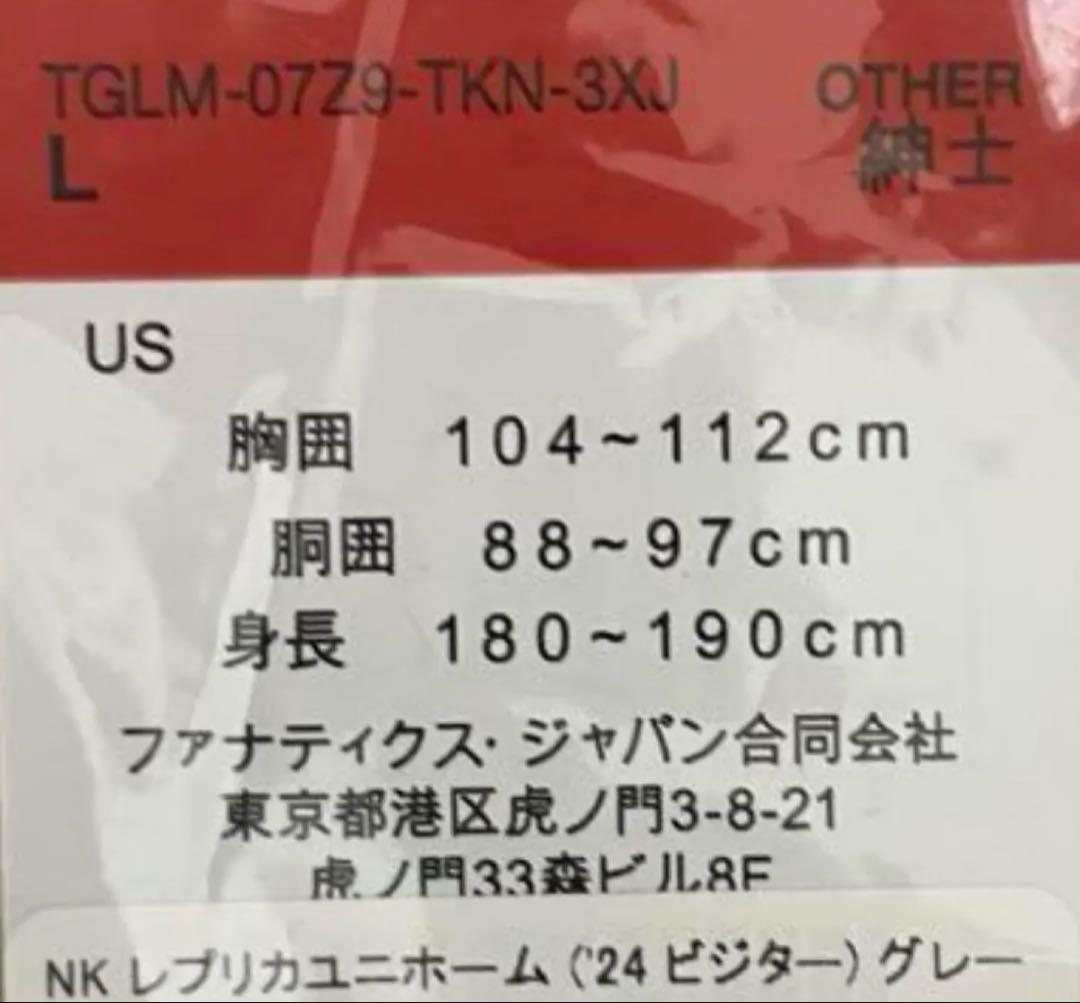 TGLM-07Z9-TKN-3XJ OTHER
L 紳士
US
胸囲 104~112cm
胴囲 88~97cm
身長 180~190cm
ファナティクス・ジャパン合同会社
東京都港区虎ノ門3-8-21
虎ノ門33森ビル8F
NK レプリカユニホーム ('24 ビジター) グレー